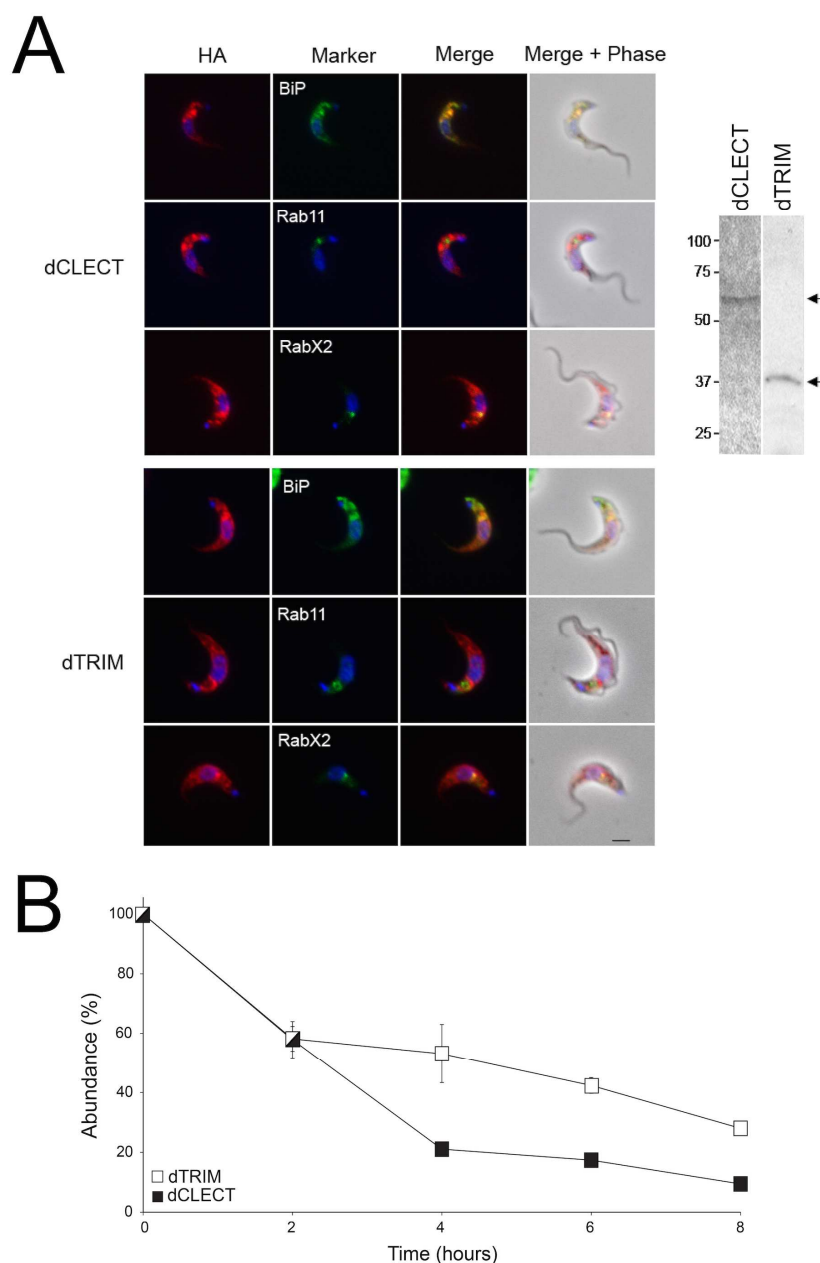 A
HA Marker Merge Merge + Phase
BiP
Rab11
dCLECT
RabX2
BiP
Rab11
dTRIM
RabX2
dCLECT
dTRIM
100
75
50
37
25
B
Abundance (%)
100
80
60
40
20
0
dTRIM
dCLECT
0 2 4 6 8
Time (hours)